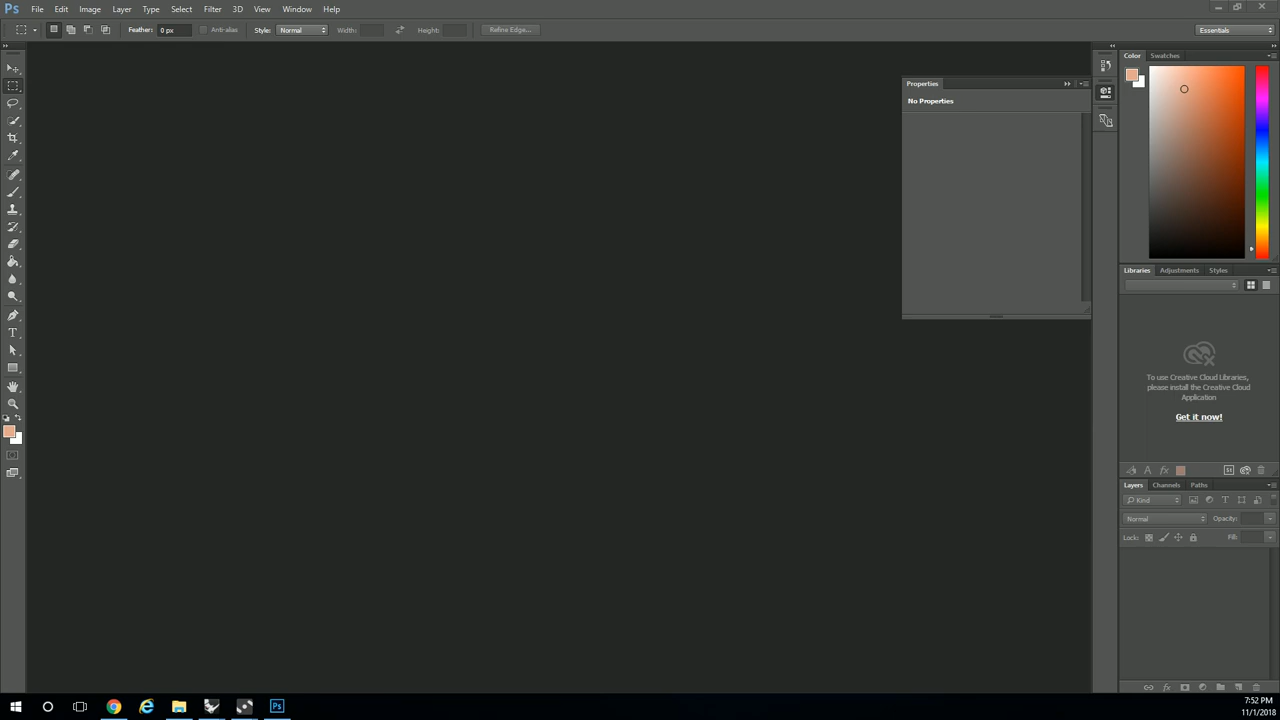 Ps File Edit Image Layer Type Select Filter 3D View Window Help
Feather: 0 px Anti-alias Style: Normal Width: Height: Refine Edge... Essentials
Color Swatches
Properties
No Properties
Libraries Adjustments Styles
To use Creative Cloud Libraries,
please install the Creative Cloud
Application
Get it now!
Layers Channels Paths
Kind
Normal Opacity:
Lock: Fill:
7:52 PM
11/1/2018